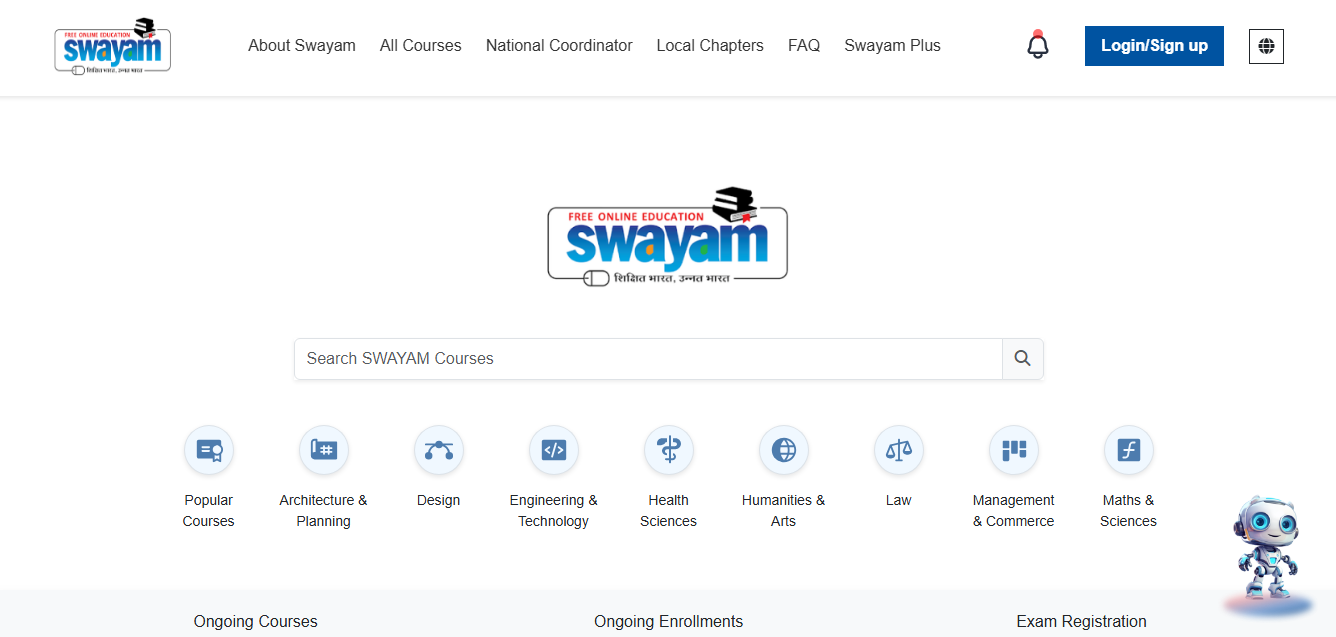 FREE ONLINE EDUCATION
swayam
शिक्षित भारत, उन्नत भारत
About Swayam All Courses National Coordinator Local Chapters FAQ Swayam Plus Login/Sign up
FREE ONLINE EDUCATION
swayam
शिक्षित भारत, उन्नत भारत
Search SWAYAM Courses
Popular
Courses
Architecture &
Planning
Design
Engineering &
Technology
Health
Sciences
Humanities &
Arts
Law
Management
& Commerce
Maths &
Sciences
Ongoing Courses Ongoing Enrollments Exam Registration